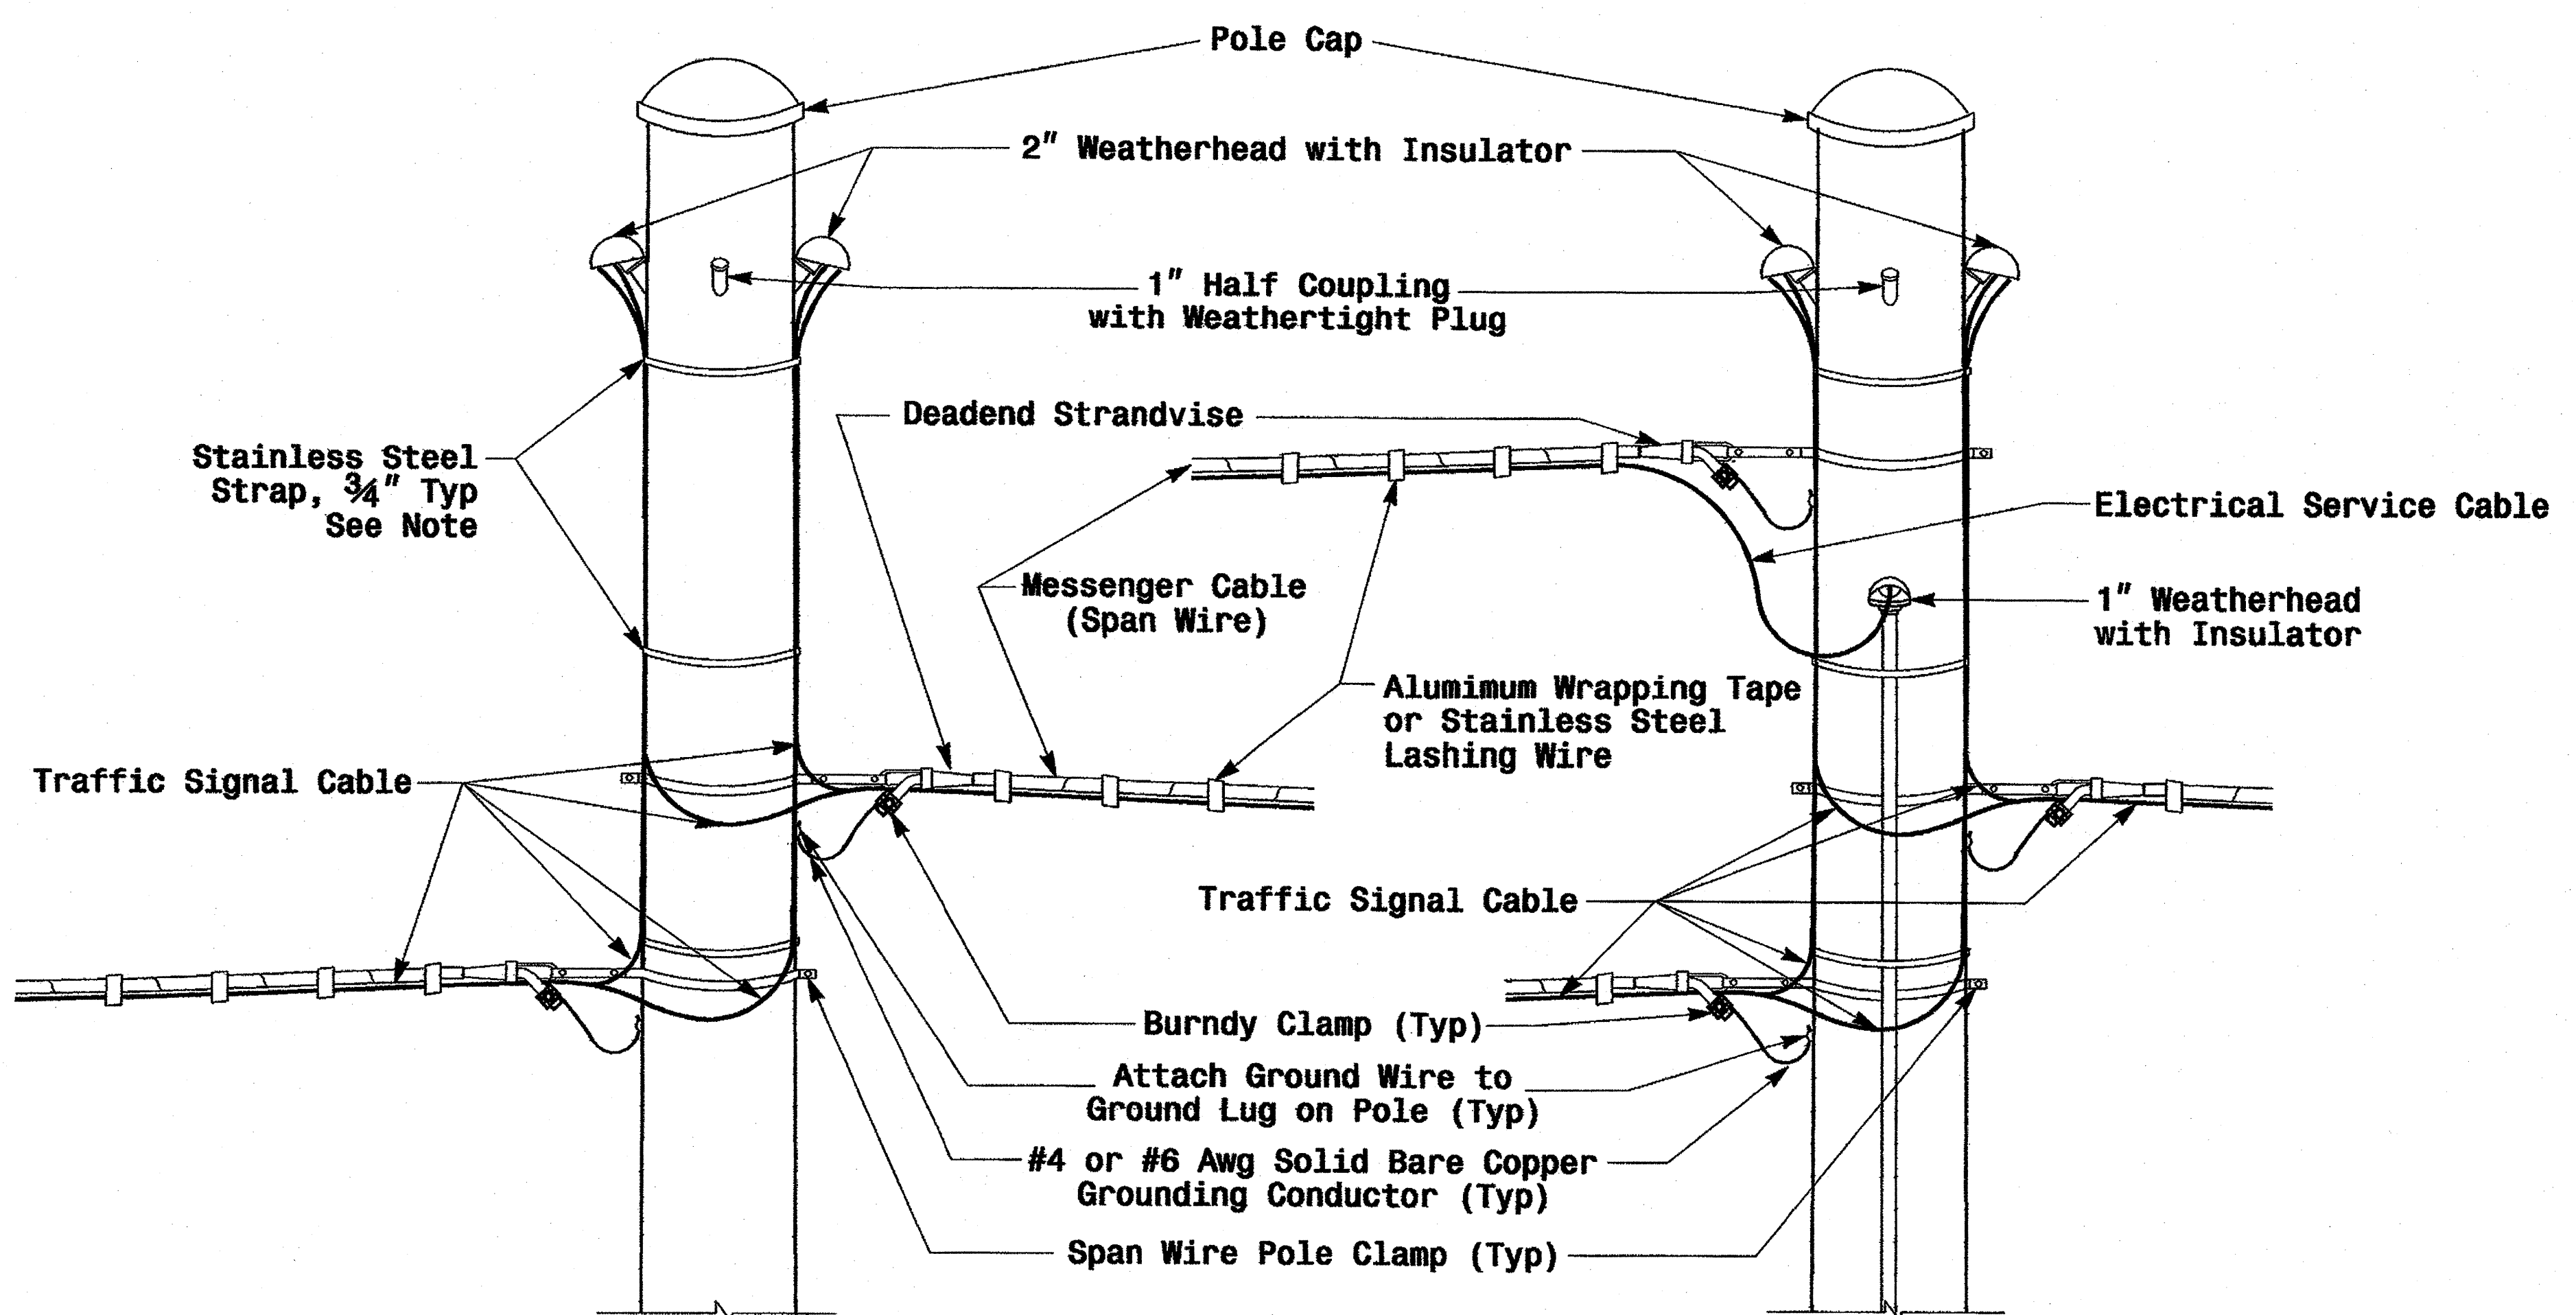 Pole Cap
2" Weatherhead with Insulator
1" Half Coupling
with Weathertight Plug
Deadend Strandvise
Stainless Steel
Strap, ¾" Typ
See Note
Electrical Service Cable
Messenger Cable
(Span Wire)
1" Weatherhead
with Insulator
Alumimum Wrapping Tape
or Stainless Steel
Lashing Wire
Traffic Signal Cable
Traffic Signal Cable
Burndy Clamp (Typ)
Attach Ground Wire to
Ground Lug on Pole (Typ)
#4 or #6 Awg Solid Bare Copper
Grounding Conductor (Typ)
Span Wire Pole Clamp (Typ)